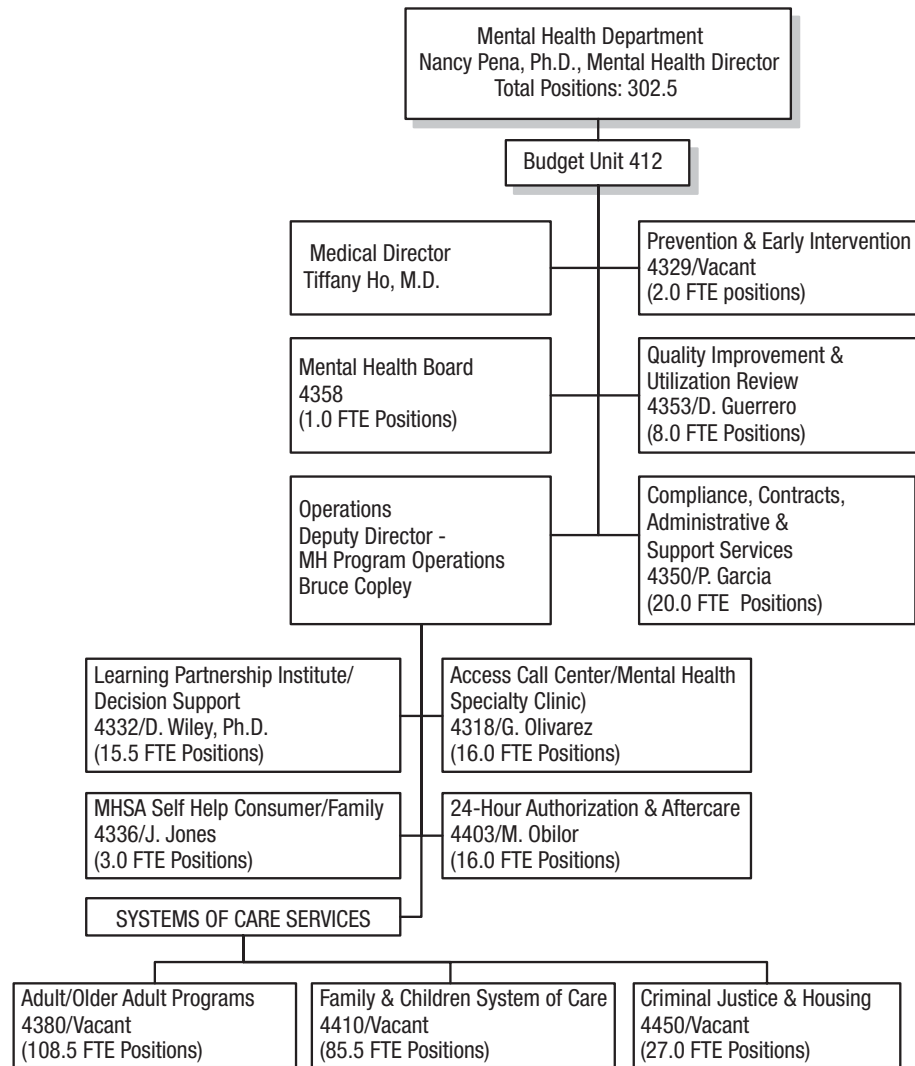 Mental Health Department
Nancy Pena, Ph.D., Mental Health Director
Total Positions: 302.5
Budget Unit 412
Medical Director
Tiffany Ho, M.D.
Prevention & Early Intervention
4329/Vacant
(2.0 FTE positions)
Mental Health Board
4358
(1.0 FTE Positions)
Quality Improvement &
Utilization Review
4353/D. Guerrero
(8.0 FTE Positions)
Operations
Deputy Director -
MH Program Operations
Bruce Copley
Compliance, Contracts,
Administrative &
Support Services
4350/P. Garcia
(20.0 FTE Positions)
Learning Partnership Institute/
Decision Support
4332/D. Wiley, Ph.D.
(15.5 FTE Positions)
Access Call Center/Mental Health
Specialty Clinic)
4318/G. Olivarez
(16.0 FTE Positions)
MHSA Self Help Consumer/Family
4336/J. Jones
(3.0 FTE Positions)
24-Hour Authorization & Aftercare
4403/M. Obilor
(16.0 FTE Positions)
SYSTEMS OF CARE SERVICES
Adult/Older Adult Programs
4380/Vacant
(108.5 FTE Positions)
Family & Children System of Care
4410/Vacant
(85.5 FTE Positions)
Criminal Justice & Housing
4450/Vacant
(27.0 FTE Positions)